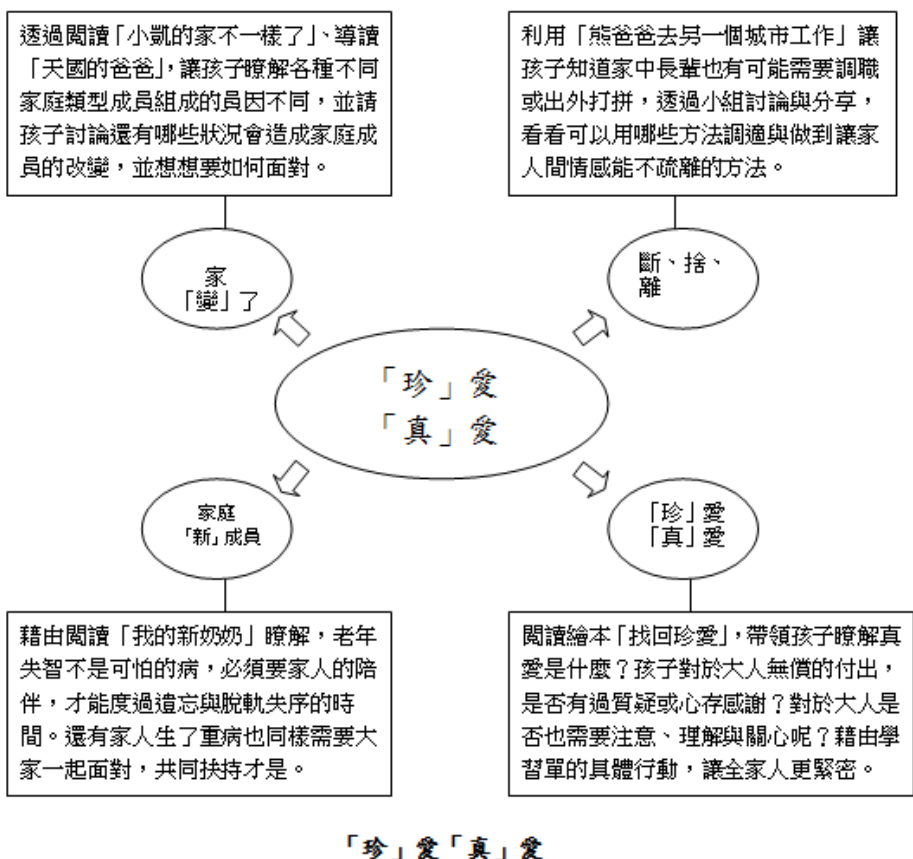 透過閱讀「小凱的家不一樣了」、導讀
「天國的爸爸」，讓孩子瞭解各種不同
家庭類型成員組成的員因不同，並請
孩子討論還有哪些狀況會造成家庭成
員的改變，並想想要如何面對。
利用「熊爸爸去另一個城市工作」讓
孩子知道家中長輩也有可能需要調職
或出外打拼，透過小組討論與分享，
看看可以用哪些方法調適與做到讓家
人間情感能不疏離的方法。
家
「變」了
斷、捨、
離
「珍」愛
「真」愛
家庭
「新」成員
「珍」愛
「真」愛
藉由閱讀「我的新奶奶」瞭解，老年
失智不是可怕的病，必須要家人的陪
伴，才能度過遺忘與脫軌失序的時
間。還有家人生了重病也同樣需要大
家一起面對，共同扶持才是。
閱讀繪本「找回珍愛」，帶領孩子瞭解真
愛是什麼？孩子對於大人無償的付出，
是否有過質疑或心存感謝？對於大人是
否也需要注意、理解與關心呢？藉由學
習單的具體行動，讓全家人更緊密。
「珍」愛「真」愛